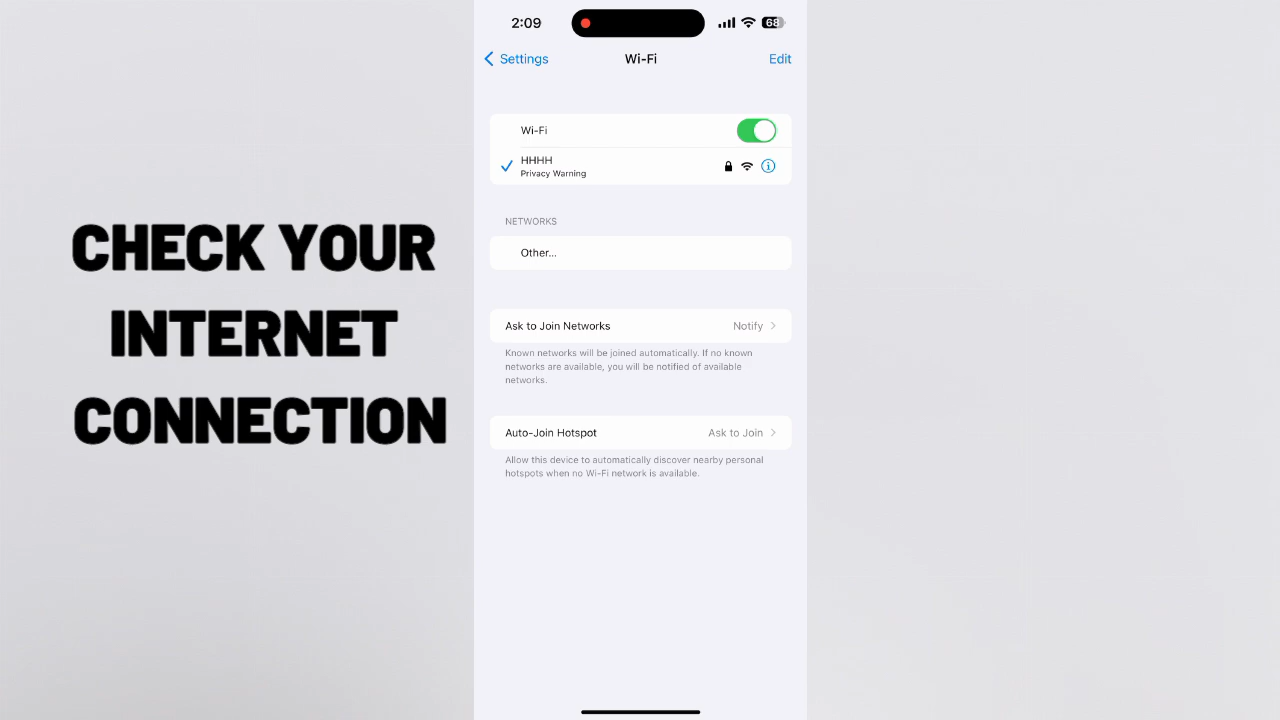 CHECK YOUR
INTERNET
CONNECTION
2:09
68
Settings
Wi-Fi
Edit
Wi-Fi
HHHH
Privacy Warning
NETWORKS
Other...
Ask to Join Networks
Notify
Known networks will be joined automatically. If no known
networks are available, you will be notified of available
networks.
Auto-Join Hotspot
Ask to Join
Allow this device to automatically discover nearby personal
hotspots when no Wi-Fi network is available.